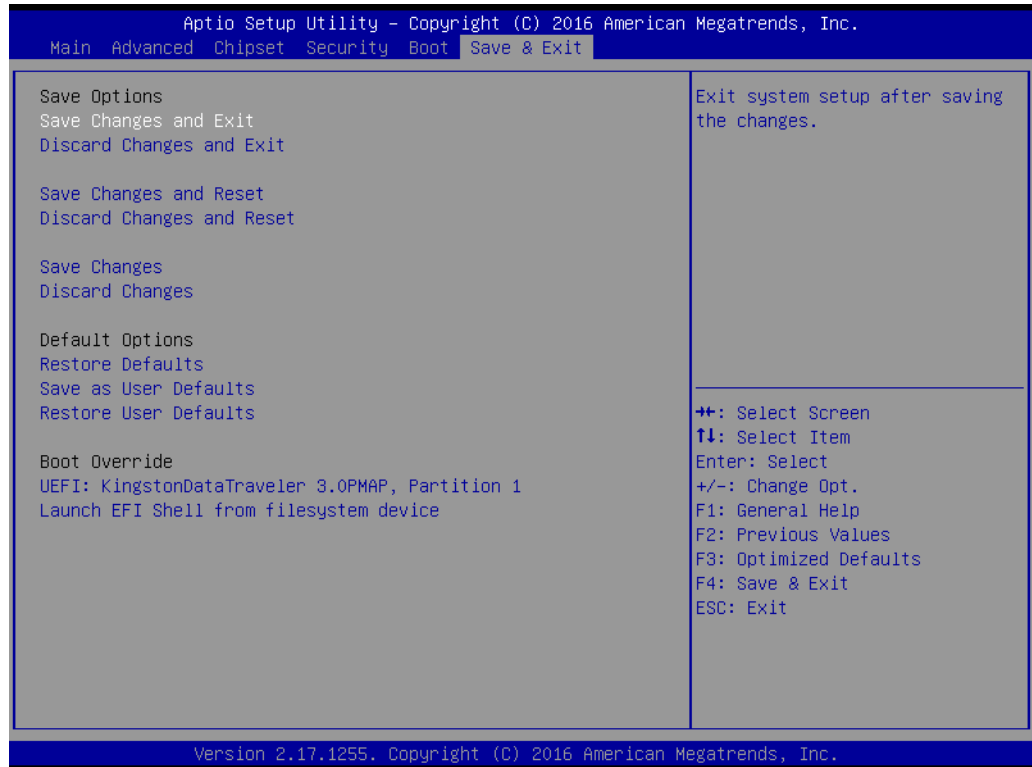 Aptio Setup Utility – Copyright (C) 2016 American Megatrends, Inc.
Main Advanced Chipset Security Boot Save & Exit
Save Options
Save Changes and Exit
Discard Changes and Exit
Save Changes and Reset
Discard Changes and Reset
Save Changes
Discard Changes
Default Options
Restore Defaults
Save as User Defaults
Restore User Defaults
Boot Override
UEFI: KingstonDataTraveler 3.0PMAP, Partition 1
Launch EFI Shell from filesystem device
Exit system setup after saving
the changes.
→←: Select Screen
↑↓: Select Item
Enter: Select
+/-: Change Opt.
F1: General Help
F2: Previous Values
F3: Optimized Defaults
F4: Save & Exit
ESC: Exit
Version 2.17.1255. Copyright (C) 2016 American Megatrends, Inc.